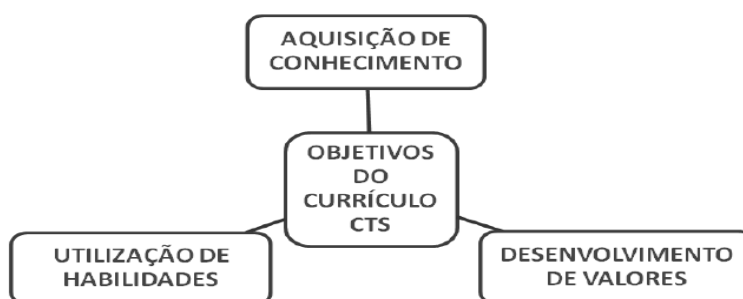 AQUISIÇÃO DE
CONHECIMENTO
OBJETIVOS
DO
CURRÍCULO
CTS
UTILIZAÇÃO DE
HABILIDADES
DESENVOLVIMENTO
DE VALORES